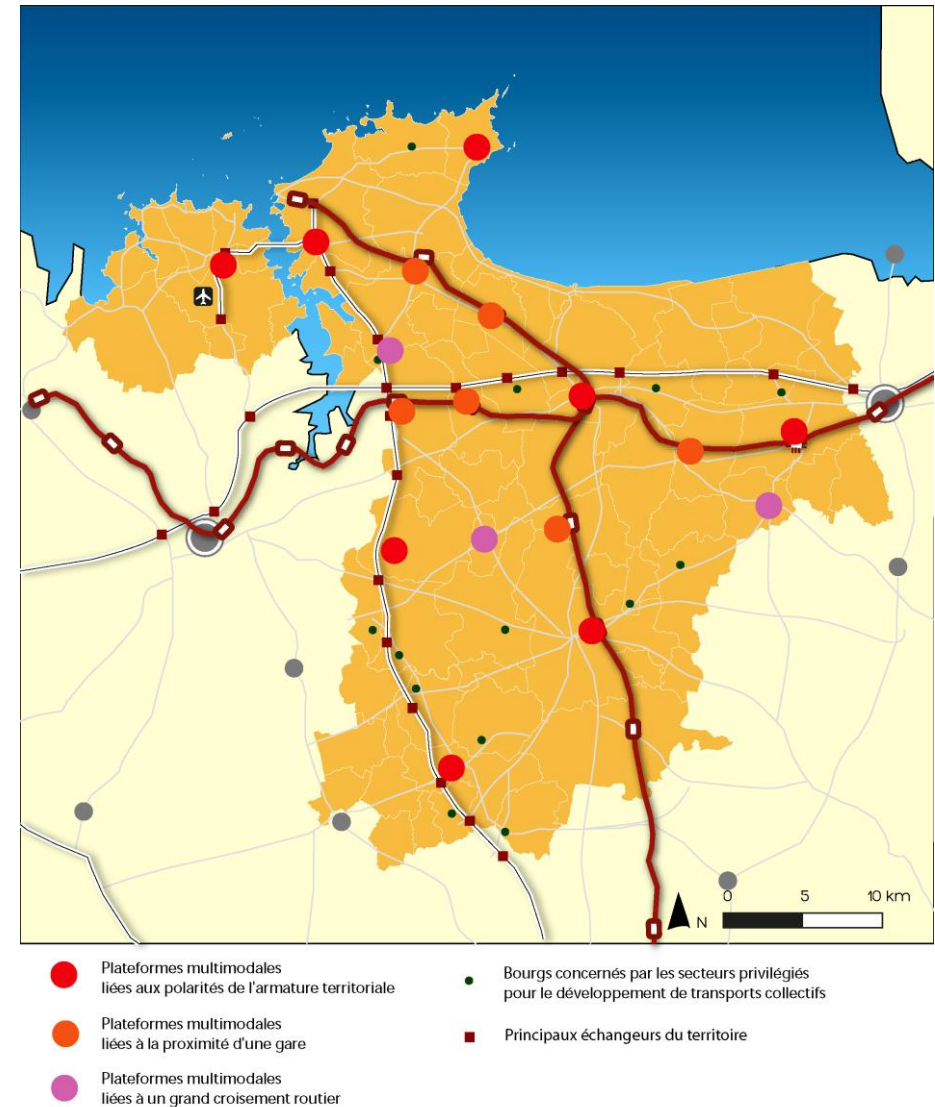 0 5 10 km
N
Plateformes multimodales
liées aux polarités de l'armature territoriale
Plateformes multimodales
liées à la proximité d'une gare
Plateformes multimodales
liées à un grand croisement routier
Bourgs concernés par les secteurs privilégiés
pour le développement de transports collectifs
Principaux échangeurs du territoire